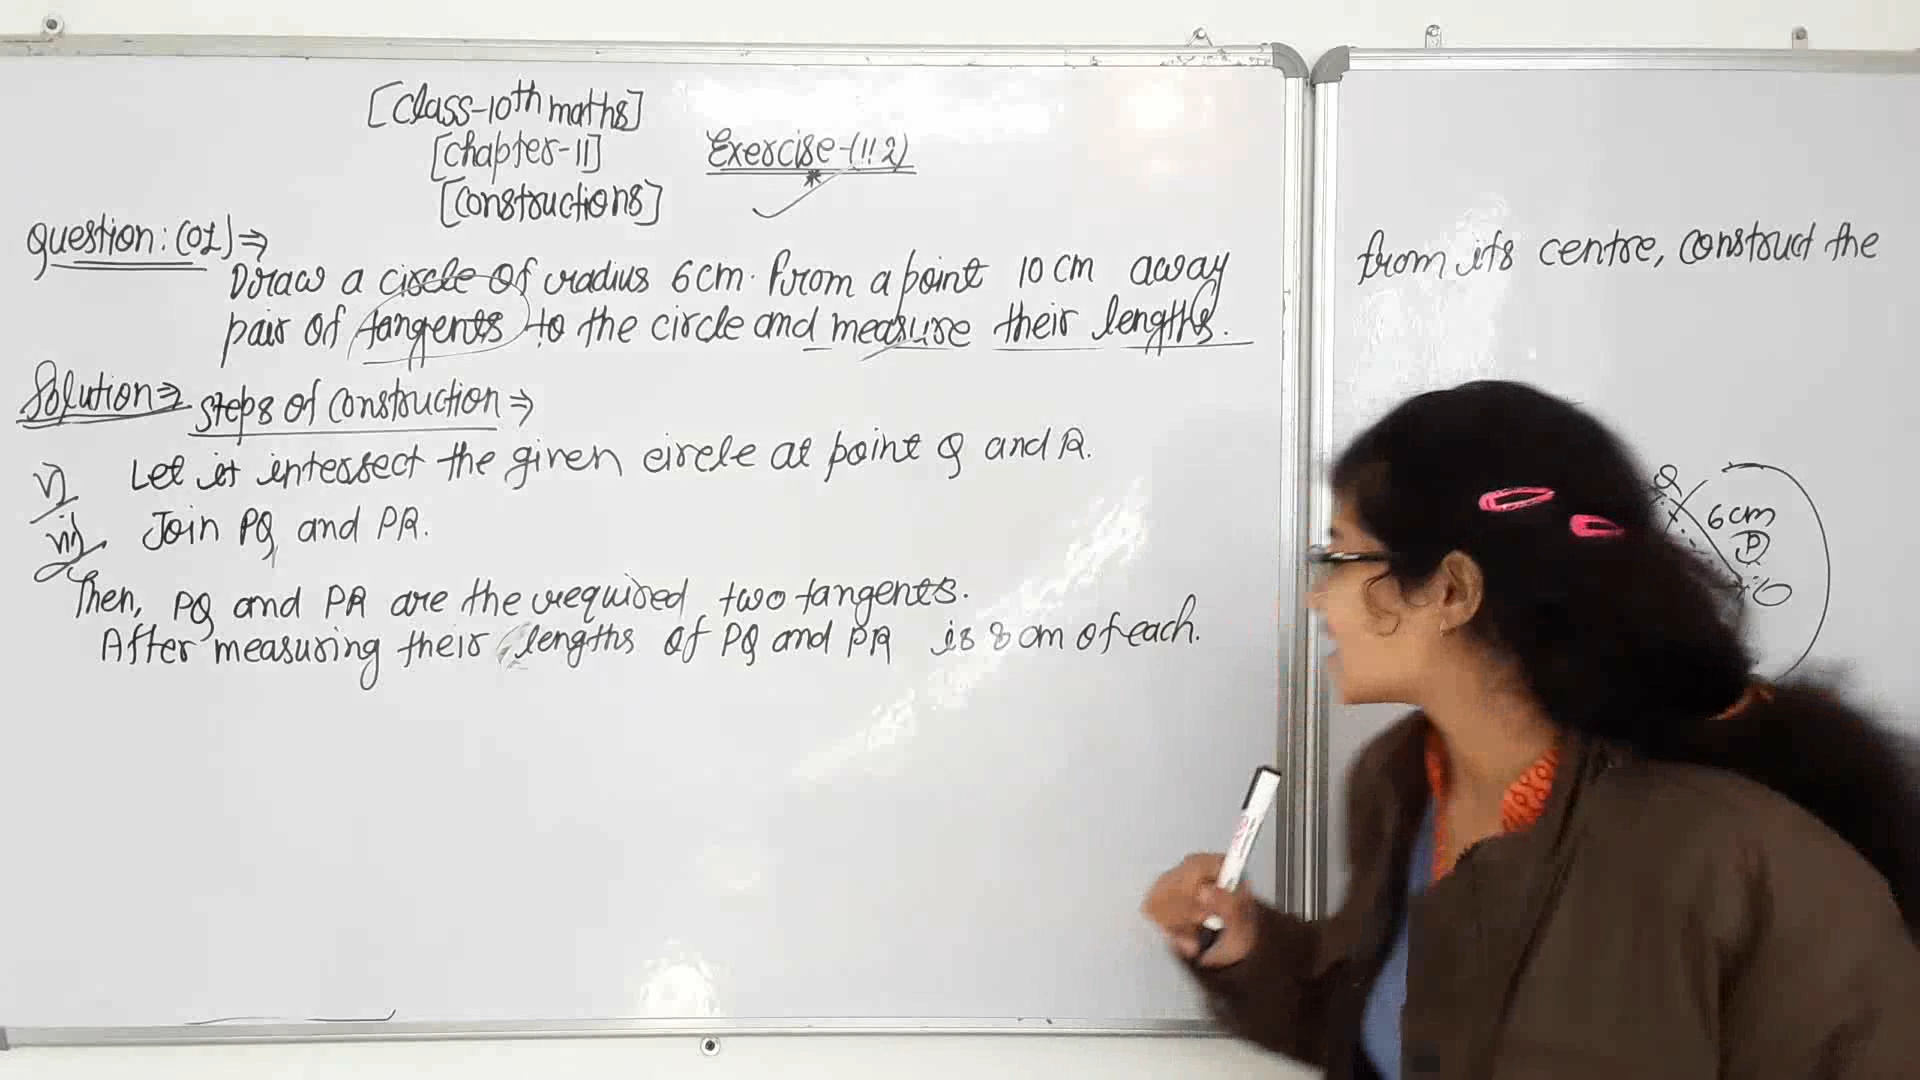 [Class-10th maths]
[chapter-11]
Exercise-(11.2)
[constructions]
Question:(01)⇒
Draw a circle of radius 6cm. From a point 10cm away from its centre, construct the
pair of tangents to the circle and measure their lengths.
Solution⇒ steps of construction⇒
v) Let it intersect the given circle at point Q and R.
vi) Join PQ and PR.
Then, PQ and PR are the required two tangents.
After measuring their lengths of PQ and PR is 8cm of each.
Q
6cm
O